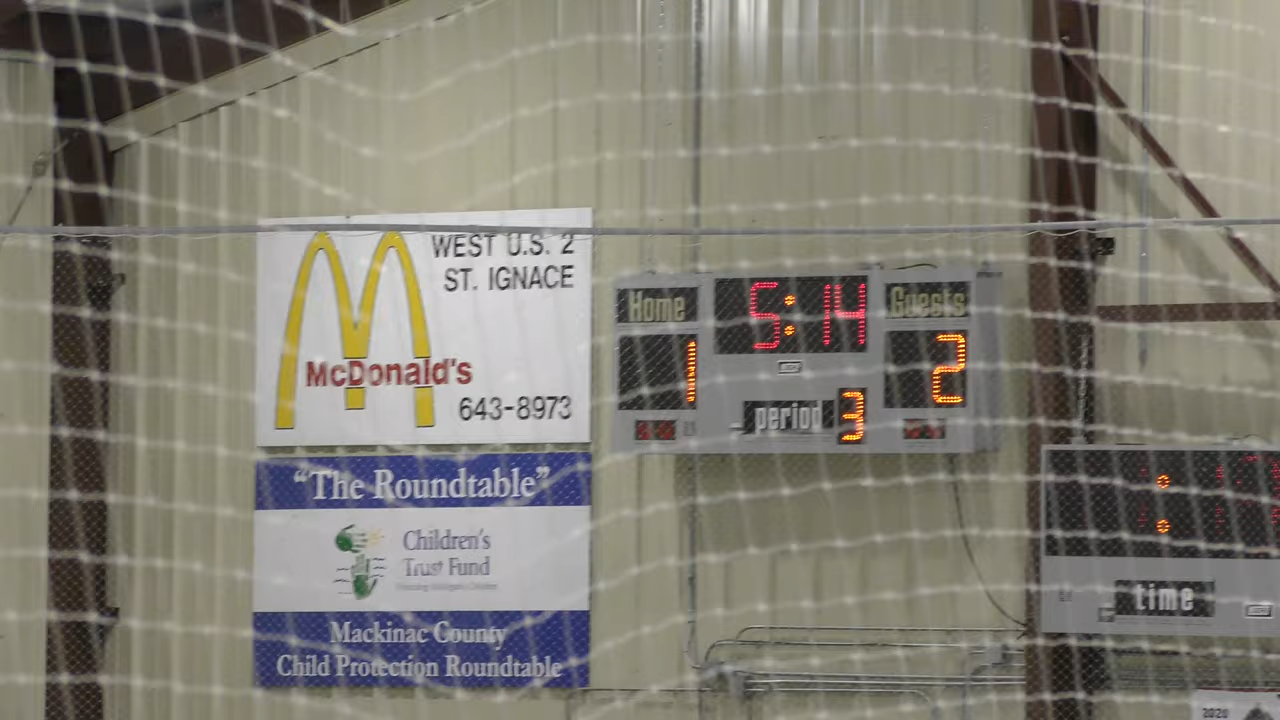 WEST U.S. 2
ST. IGNACE
McDonald's
643-8973
"The Roundtable"
Children's
Trust Fund
Mackinac County
Child Protection Roundtable
Home
5:14
Guests
1
2
period 3
time
2020